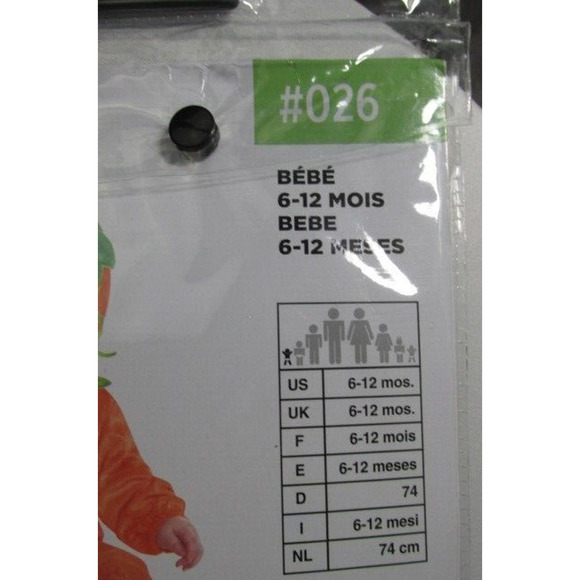 #026
BÉBÉ
6-12 MOIS
BEBE
6-12 MESES
US 6-12 mos.
UK 6-12 mos.
F 6-12 mois
E 6-12 meses
D 74
I 6-12 mesi
NL 74 cm